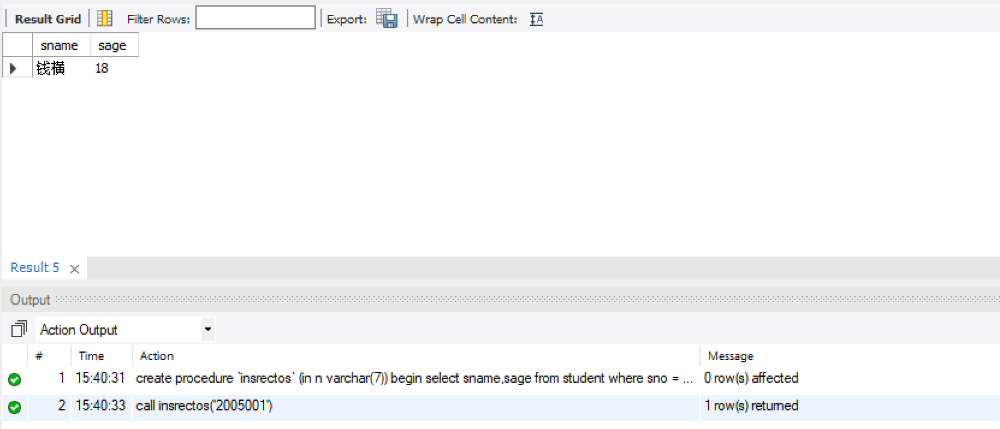 Result Grid Filter Rows: Export: Wrap Cell Content:
sname sage
钱横 18
Result 5
Output
Action Output
# Time Action Message
1 15:40:31 create procedure `insrectos` (in n varchar(7)) begin select sname,sage from student where sno = ... 0 row(s) affected
2 15:40:33 call insrectos('2005001') 1 row(s) returned